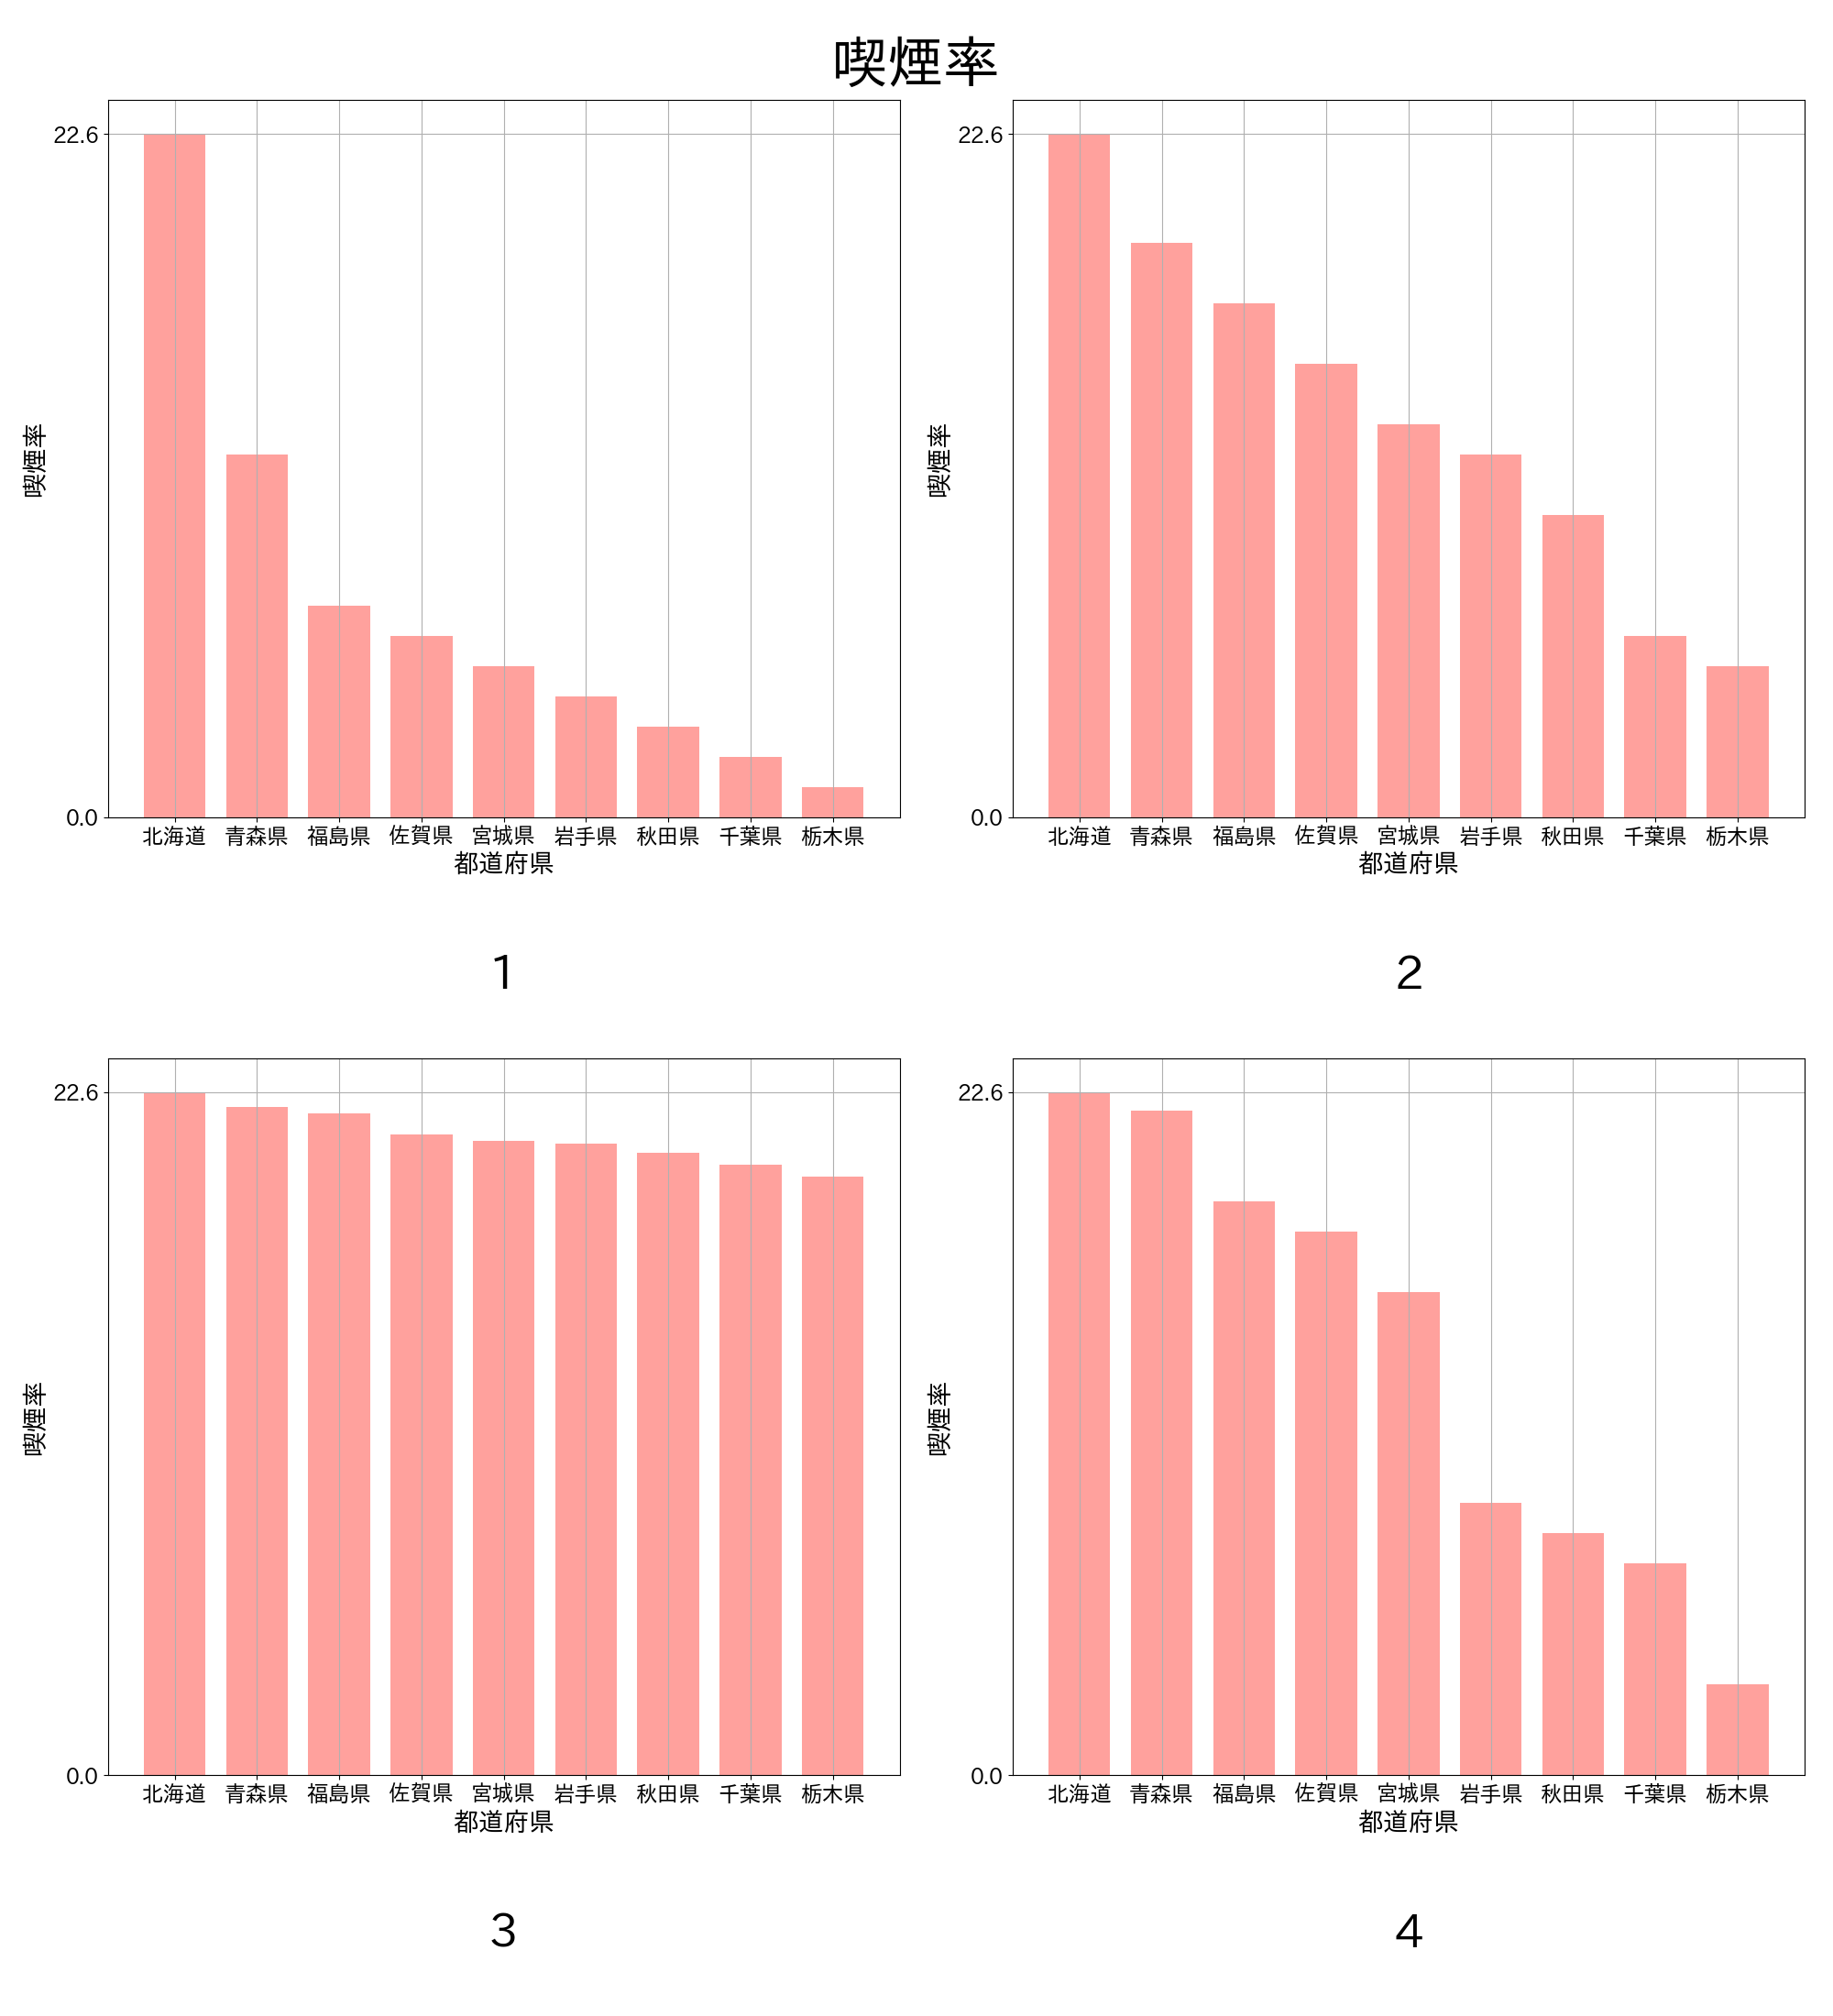 喫煙率
22.6
0.0
喫煙率
北海道 青森県 福島県 佐賀県 宮城県 岩手県 秋田県 千葉県 栃木県
都道府県
1
22.6
0.0
喫煙率
北海道 青森県 福島県 佐賀県 宮城県 岩手県 秋田県 千葉県 栃木県
都道府県
2
22.6
0.0
喫煙率
北海道 青森県 福島県 佐賀県 宮城県 岩手県 秋田県 千葉県 栃木県
都道府県
3
22.6
0.0
喫煙率
北海道 青森県 福島県 佐賀県 宮城県 岩手県 秋田県 千葉県 栃木県
都道府県
4